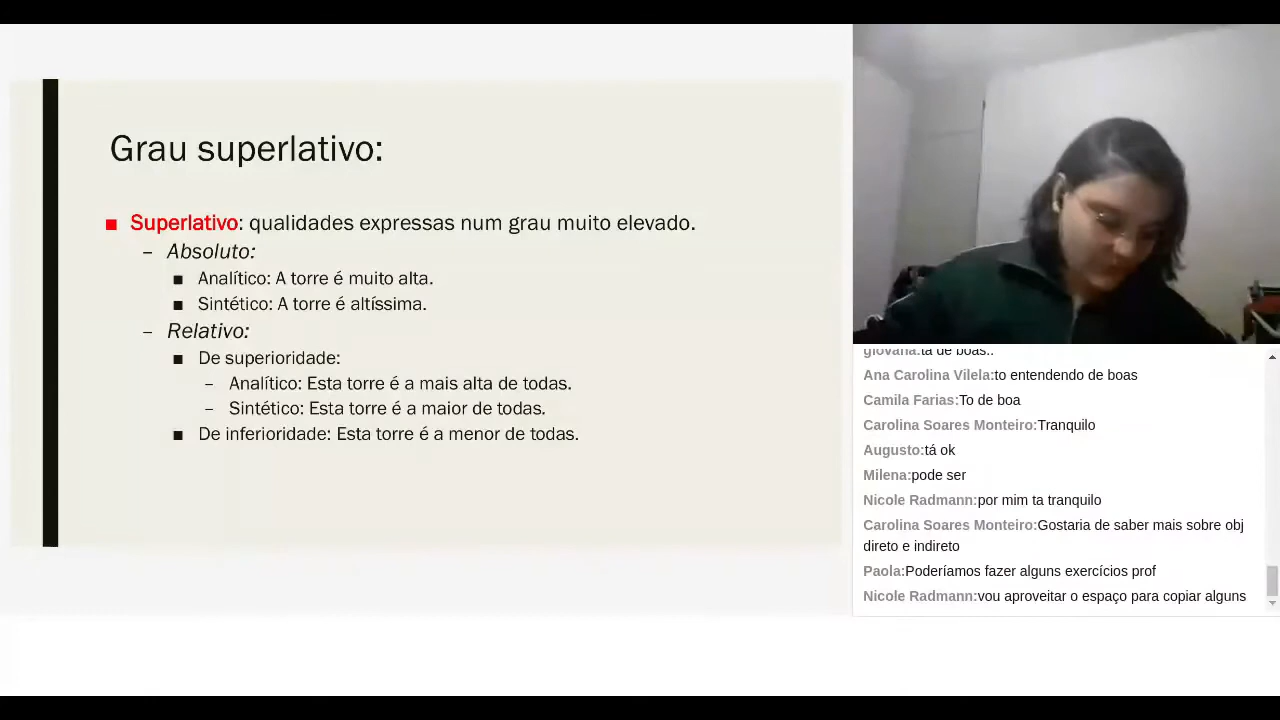 Grau superlativo:
■ Superlativo: qualidades expressas num grau muito elevado.
– Absoluto:
■ Analítico: A torre é muito alta.
■ Sintético: A torre é altíssima.
– Relativo:
■ De superioridade:
– Analítico: Esta torre é a mais alta de todas.
– Sintético: Esta torre é a maior de todas.
■ De inferioridade: Esta torre é a menor de todas.
giovana:ta de boas..
Ana Carolina Vilela:to entendendo de boas
Camila Farias:To de boa
Carolina Soares Monteiro:Tranquilo
Augusto:tá ok
Milena:pode ser
Nicole Radmann:por mim ta tranquilo
Carolina Soares Monteiro:Gostaria de saber mais sobre obj
direto e indireto
Paola:Poderíamos fazer alguns exercícios prof
Nicole Radmann:vou aproveitar o espaço para copiar alguns